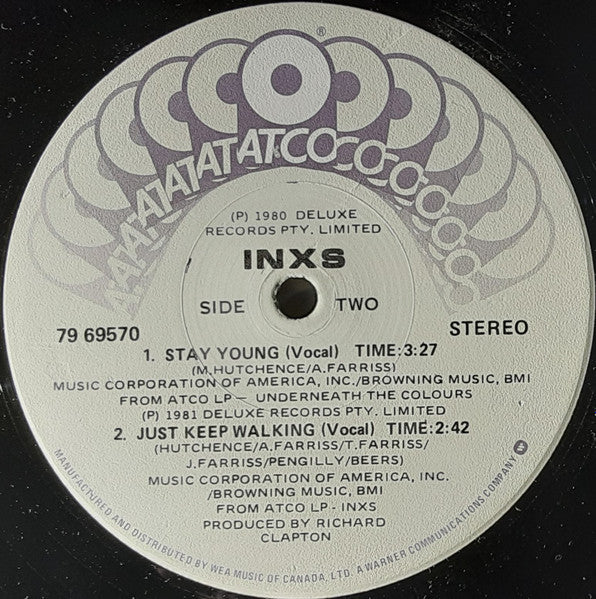 ATATATATATATCOCOCOCOCOCO
®
(P) 1980 DELUXE
RECORDS PTY. LIMITED
INXS
SIDE TWO
79 69570
STEREO
1. STAY YOUNG (Vocal) TIME:3:27
(M.HUTCHENCE/A.FARRISS)
MUSIC CORPORATION OF AMERICA, INC./BROWNING MUSIC, BMI
FROM ATCO LP - UNDERNEATH THE COLOURS
(P) 1981 DELUXE RECORDS PTY. LIMITED
2. JUST KEEP WALKING (Vocal) TIME:2:42
(HUTCHENCE/A.FARRISS/T.FARRISS/
J.FARRISS/PENGILLY/BEERS)
MUSIC CORPORATION OF AMERICA, INC.
/BROWNING MUSIC, BMI
FROM ATCO LP - INXS
PRODUCED BY RICHARD
CLAPTON
MANUFACTURED AND DISTRIBUTED BY WEA MUSIC OF CANADA, LTD. A WARNER COMMUNICATIONS COMPANY